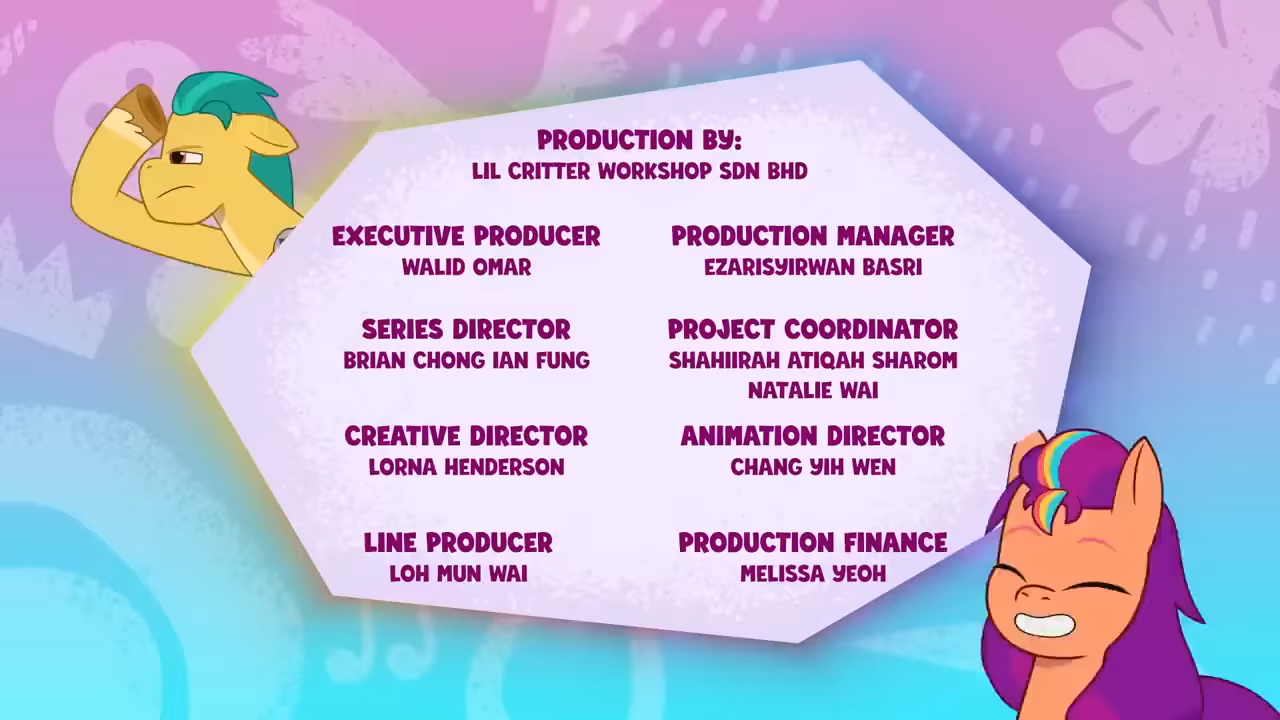 PRODUCTION BY:
LIL CRITTER WORKSHOP SDN BHD
EXECUTIVE PRODUCER
WALID OMAR
SERIES DIRECTOR
BRIAN CHONG IAN FUNG
CREATIVE DIRECTOR
LORNA HENDERSON
LINE PRODUCER
LOH MUN WAI
PRODUCTION MANAGER
EZARISYIRWAN BASRI
PROJECT COORDINATOR
SHAHIIRAH ATIQAH SHAROM
NATALIE WAI
ANIMATION DIRECTOR
CHANG YIH WEN
PRODUCTION FINANCE
MELISSA YEOH